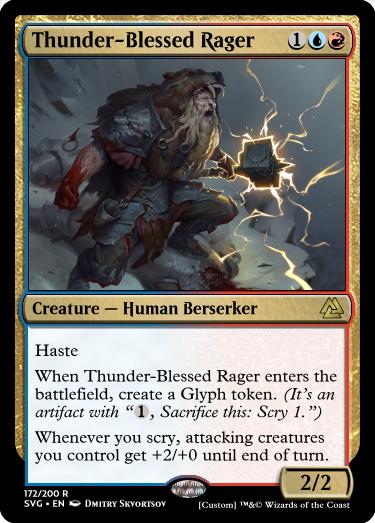 Thunder-Blessed Rager 1
Creature — Human Berserker
Haste
When Thunder-Blessed Rager enters the
battlefield, create a Glyph token. (It's an
artifact with “1, Sacrifice this: Scry 1.”)
Whenever you scry, attacking creatures
you control get +2/+0 until end of turn.
2/2
172/200 R
SVG • EN Dmitry Skvortsov [Custom] ™&© Wizards of the Coast